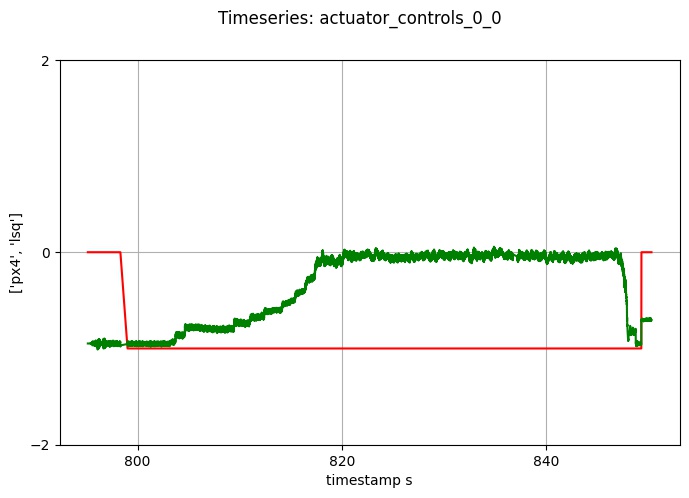 Timeseries: actuator_controls_0_0
2
0
−2
['px4', 'lsq']
800
820
840
timestamp s